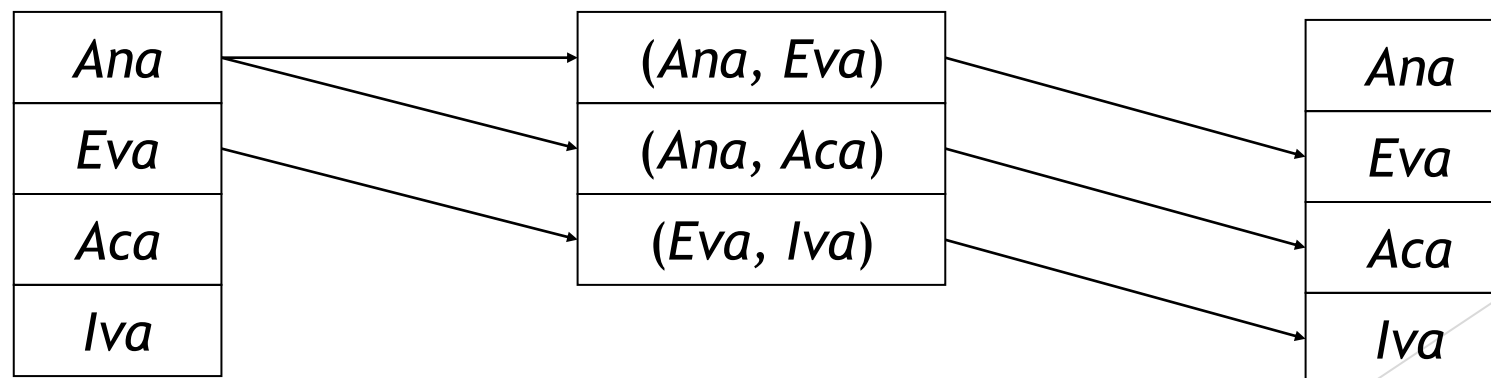 Ana
Eva
Aca
Iva
(Ana, Eva)
(Ana, Aca)
(Eva, Iva)
Ana
Eva
Aca
Iva